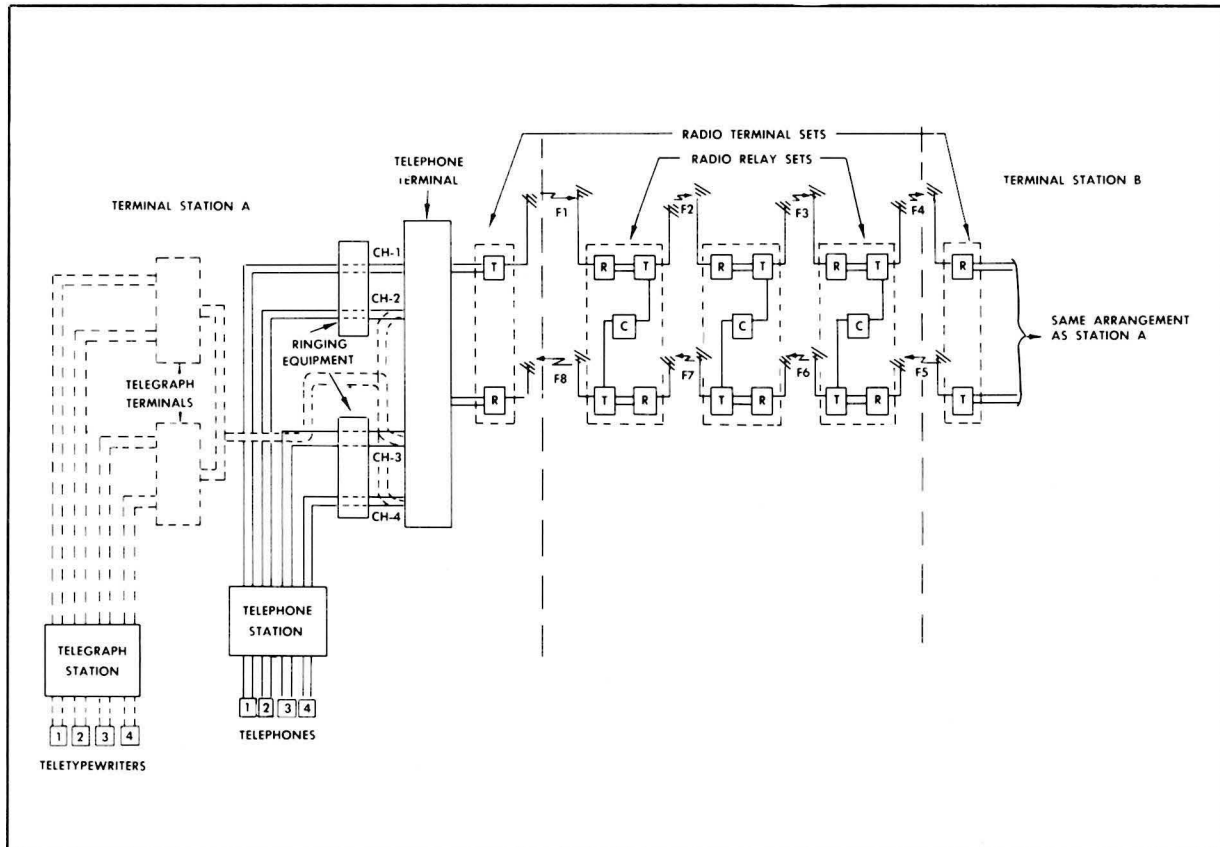 RADIO TERMINAL SETS
TELEPHONE
TERMINAL
RADIO RELAY SETS
TERMINAL STATION A
TERMINAL STATION B
F1
F2
F3
F4
CH-1
T
R T
R T
R T
R
CH-2
C
C
C
RINGING
EQUIPMENT
SAME ARRANGEMENT
AS STATION A
F8
F7
F6
F5
TELEGRAPH
TERMINALS
R
T R
T R
T R
T
CH-3
CH-4
TELEPHONE
STATION
TELEGRAPH
STATION
1 2 3 4
TELEPHONES
1 2 3 4
TELETYPEWRITERS